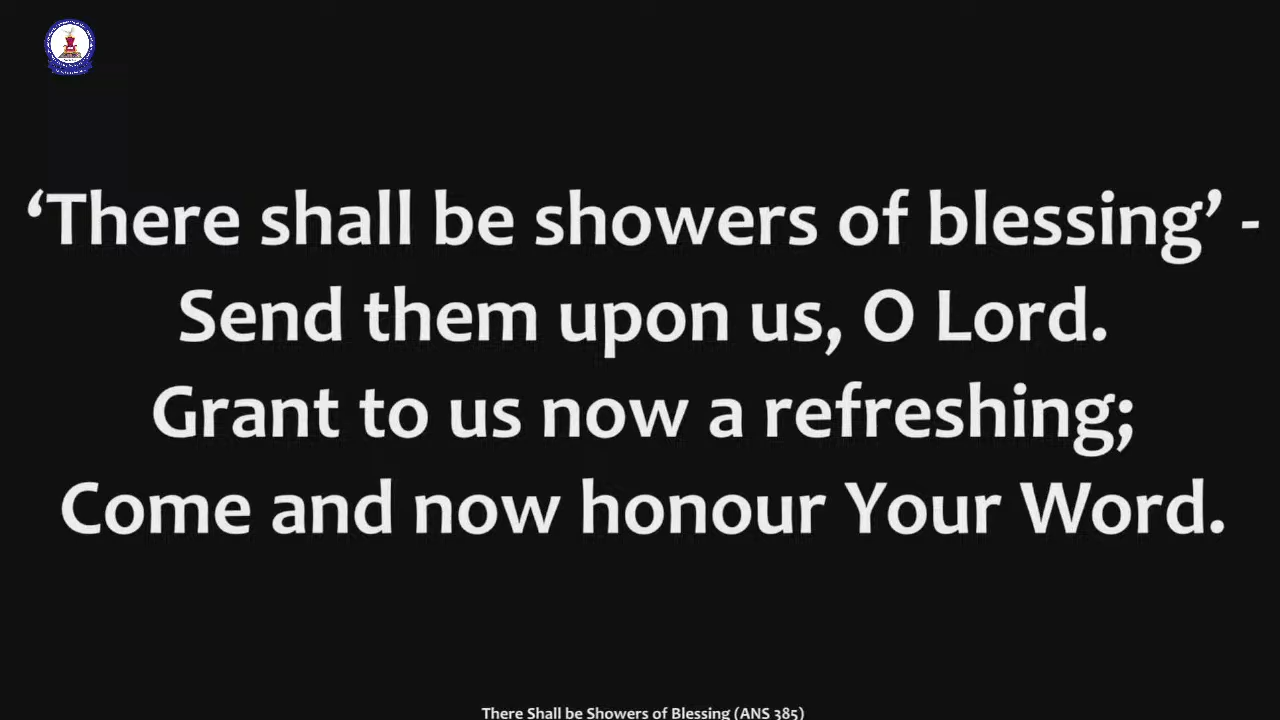 ‘There shall be showers of blessing’ -
Send them upon us, O Lord.
Grant to us now a refreshing;
Come and now honour Your Word.
There Shall be Showers of Blessing (ANS 385)